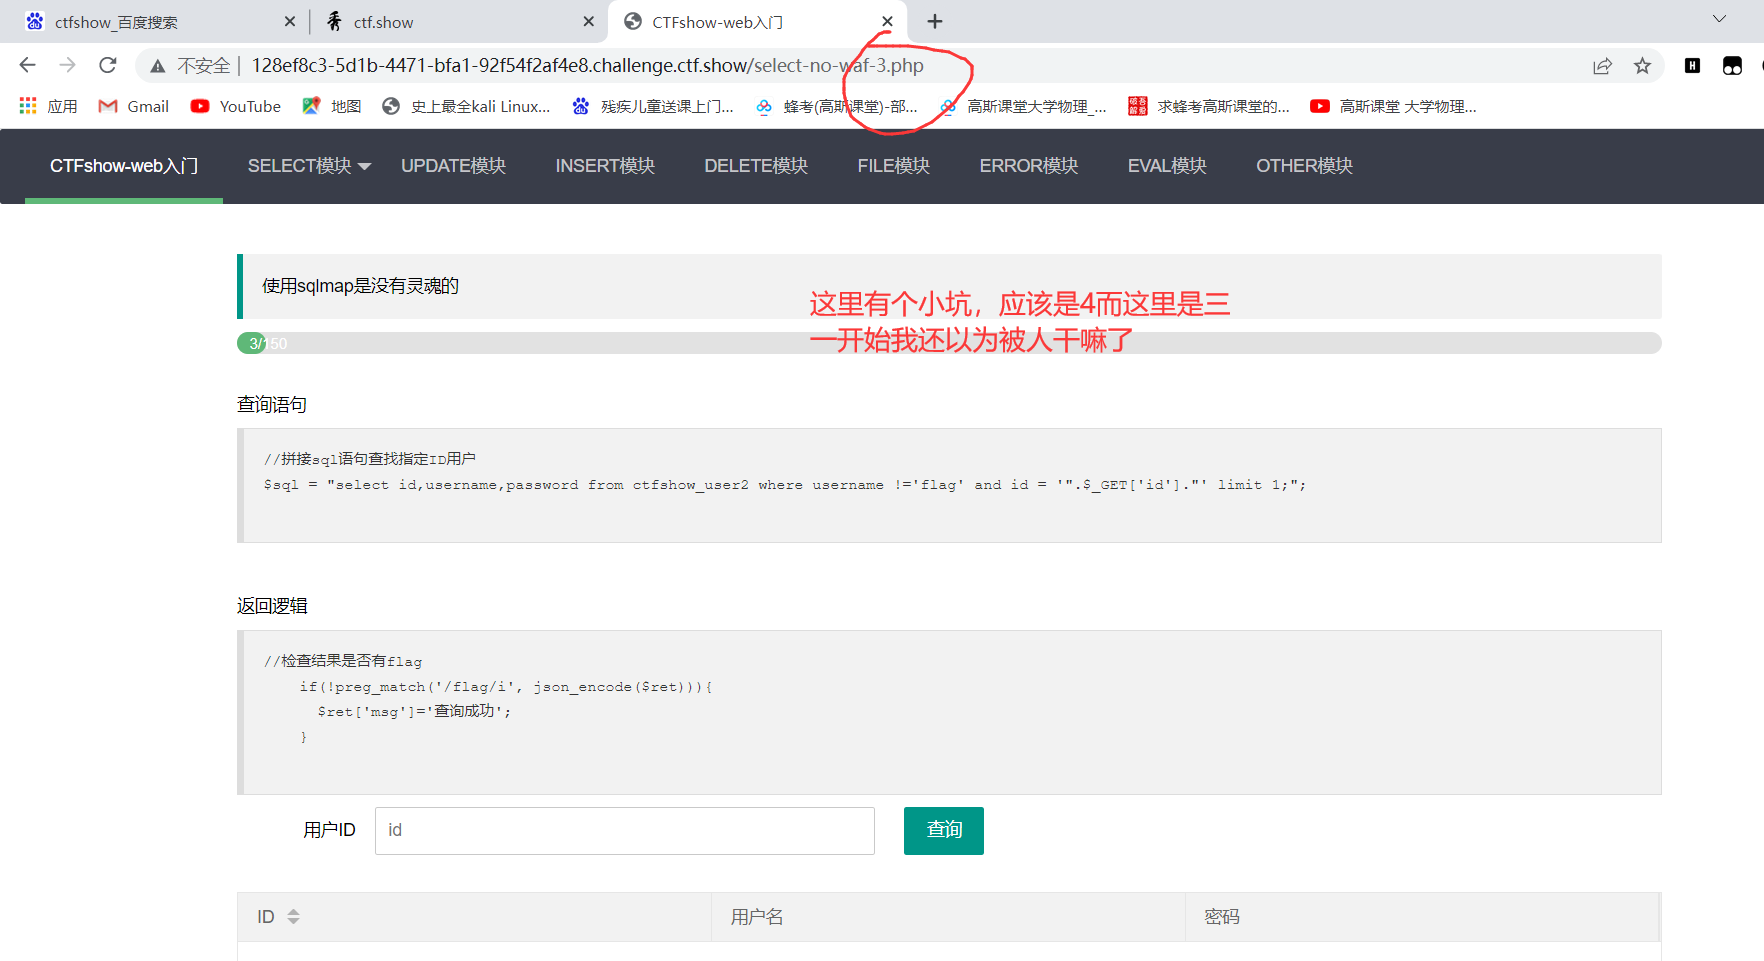 ctfshow_百度搜索
ctf.show
CTFshow-web入门
不安全 128ef8c3-5d1b-4471-bfa1-92f54f2af4e8.challenge.ctf.show/select-no-waf-3.php
应用 Gmail YouTube 地图 史上最全kali Linux... 残疾儿童送课上门... 蜂考(高斯课堂)-部... 高斯课堂大学物理_... 求蜂考高斯课堂的... 高斯课堂 大学物理...
CTFshow-web入门 SELECT模块 UPDATE模块 INSERT模块 DELETE模块 FILE模块 ERROR模块 EVAL模块 OTHER模块
使用sqlmap是没有灵魂的
这里有个小坑，应该是4而这里是三
一开始我还以为被人干嘛了
3/150
查询语句
//拼接sql语句查找指定ID用户
$sql = "select id,username,password from ctfshow_user2 where username !='flag' and id = '".$_GET['id']."' limit 1;";
返回逻辑
//检查结果是否有flag
if(!preg_match('/flag/i', json_encode($ret))){
$ret['msg']='查询成功';
}
用户ID id 查询
ID 用户名 密码